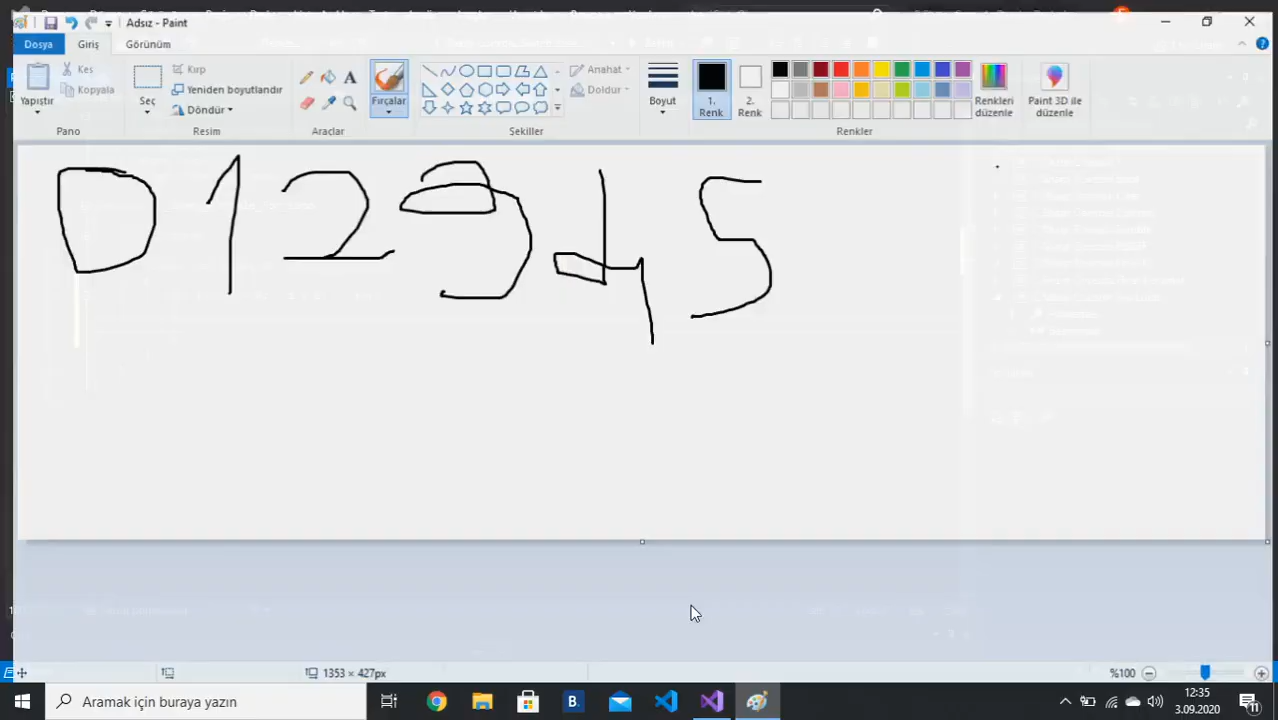 Adsız - Paint
Dosya Giriş Görünüm
Yapıştır Kes Kopyala Seç Kırp Yeniden boyutlandır Döndür Fırçalar Anahat Doldur Boyut 1. Renk 2. Renk Renkleri düzenle Paint 3D ile düzenle
Pano Resim Araçlar Şekiller Renkler
0 1 2 3 4 5
1353 × 427px %100
Aramak için buraya yazın B. 12:35
3.09.2020 11